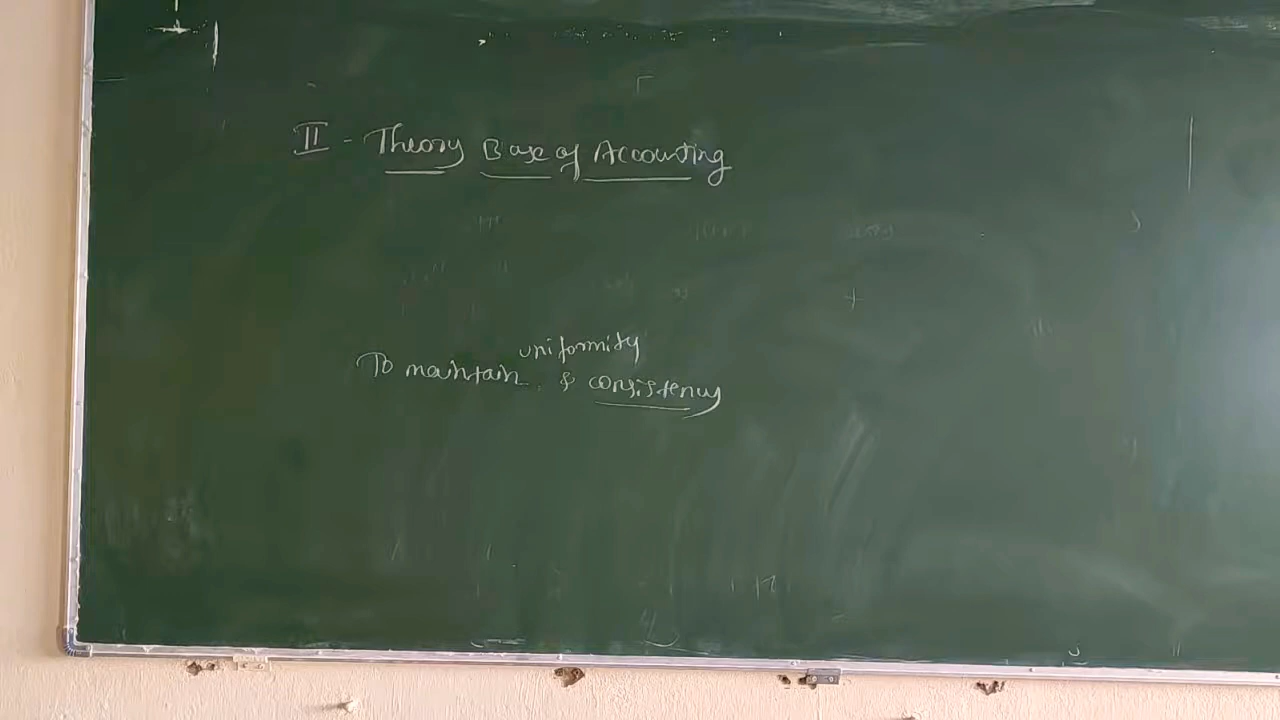 II - Theory Base of Accounting
To maintain uniformity & consistency